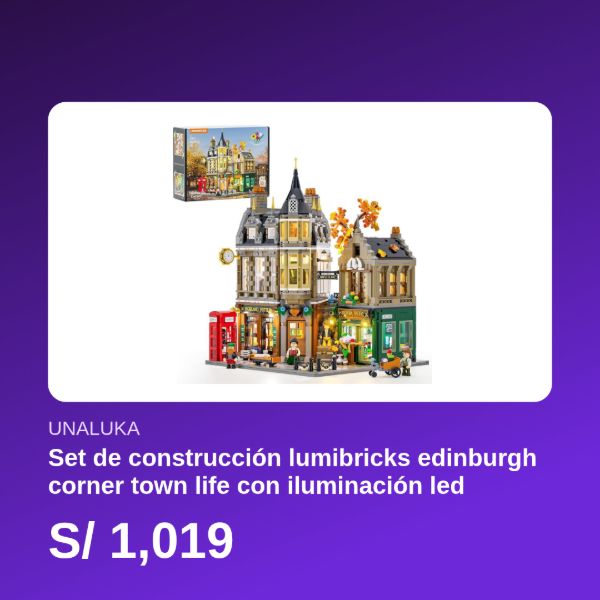 UNALUKA
Set de construcción lumibricks edinburgh
corner town life con iluminación led
S/ 1,019